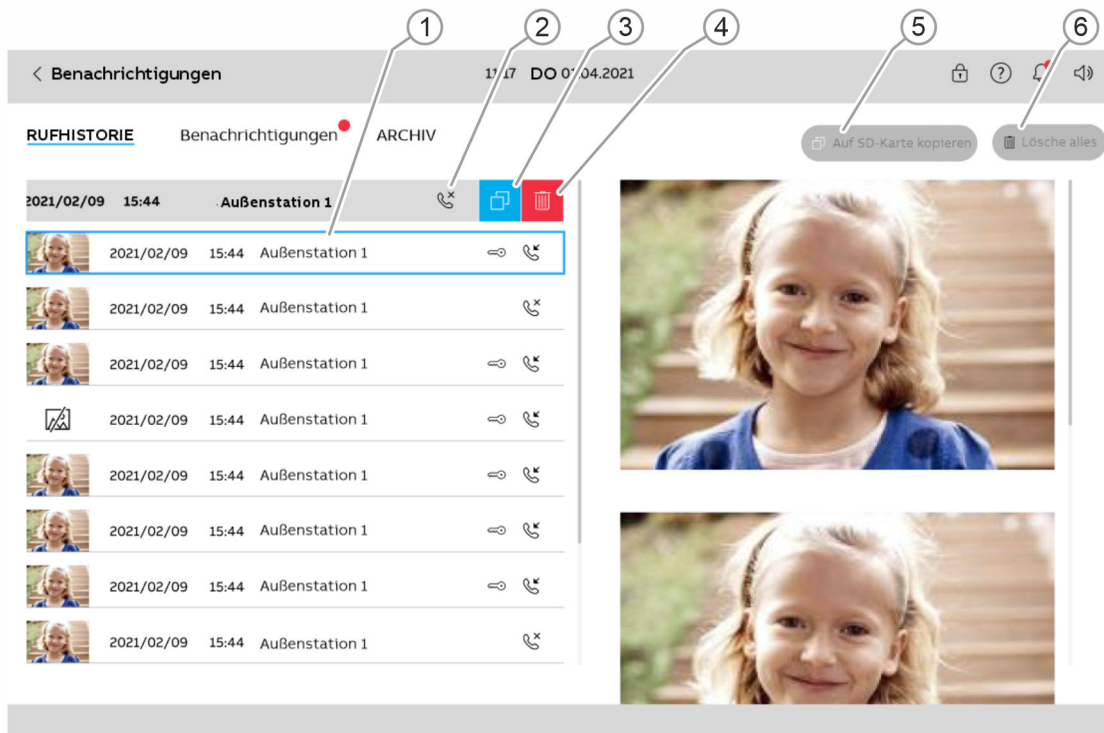 1 2 3 4 5 6
Benachrichtigungen 11:17 DO 01.04.2021
RUFHISTORIE Benachrichtigungen ARCHIV Auf SD-Karte kopieren Lösche alles
2021/02/09 15:44 Außenstation 1
2021/02/09 15:44 Außenstation 1
2021/02/09 15:44 Außenstation 1
2021/02/09 15:44 Außenstation 1
2021/02/09 15:44 Außenstation 1
2021/02/09 15:44 Außenstation 1
2021/02/09 15:44 Außenstation 1
2021/02/09 15:44 Außenstation 1
2021/02/09 15:44 Außenstation 1